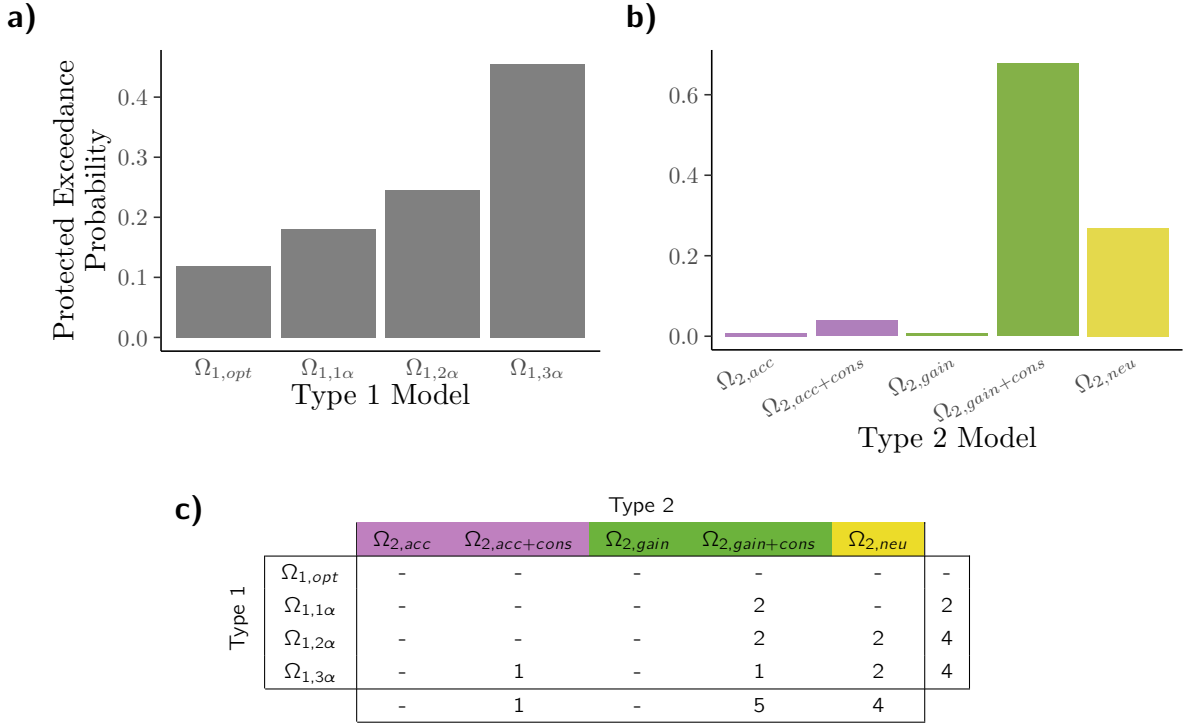 a)
Protected Exceedance
Probability
0.4
0.3
0.2
0.1
0.0
Ω1,opt Ω1,1α Ω1,2α Ω1,3α
Type 1 Model
b)
0.6
0.4
0.2
0.0
Ω2,acc Ω2,acc+cons Ω2,gain Ω2,gain+cons Ω2,neu
Type 2 Model
c)
Type 2
Ω2,acc Ω2,acc+cons Ω2,gain Ω2,gain+cons Ω2,neu
Type 1
Ω1,opt - - - - - -
Ω1,1α - - - 2 - 2
Ω1,2α - - - 2 2 4
Ω1,3α - 1 - 1 2 4
- 1 - 5 4